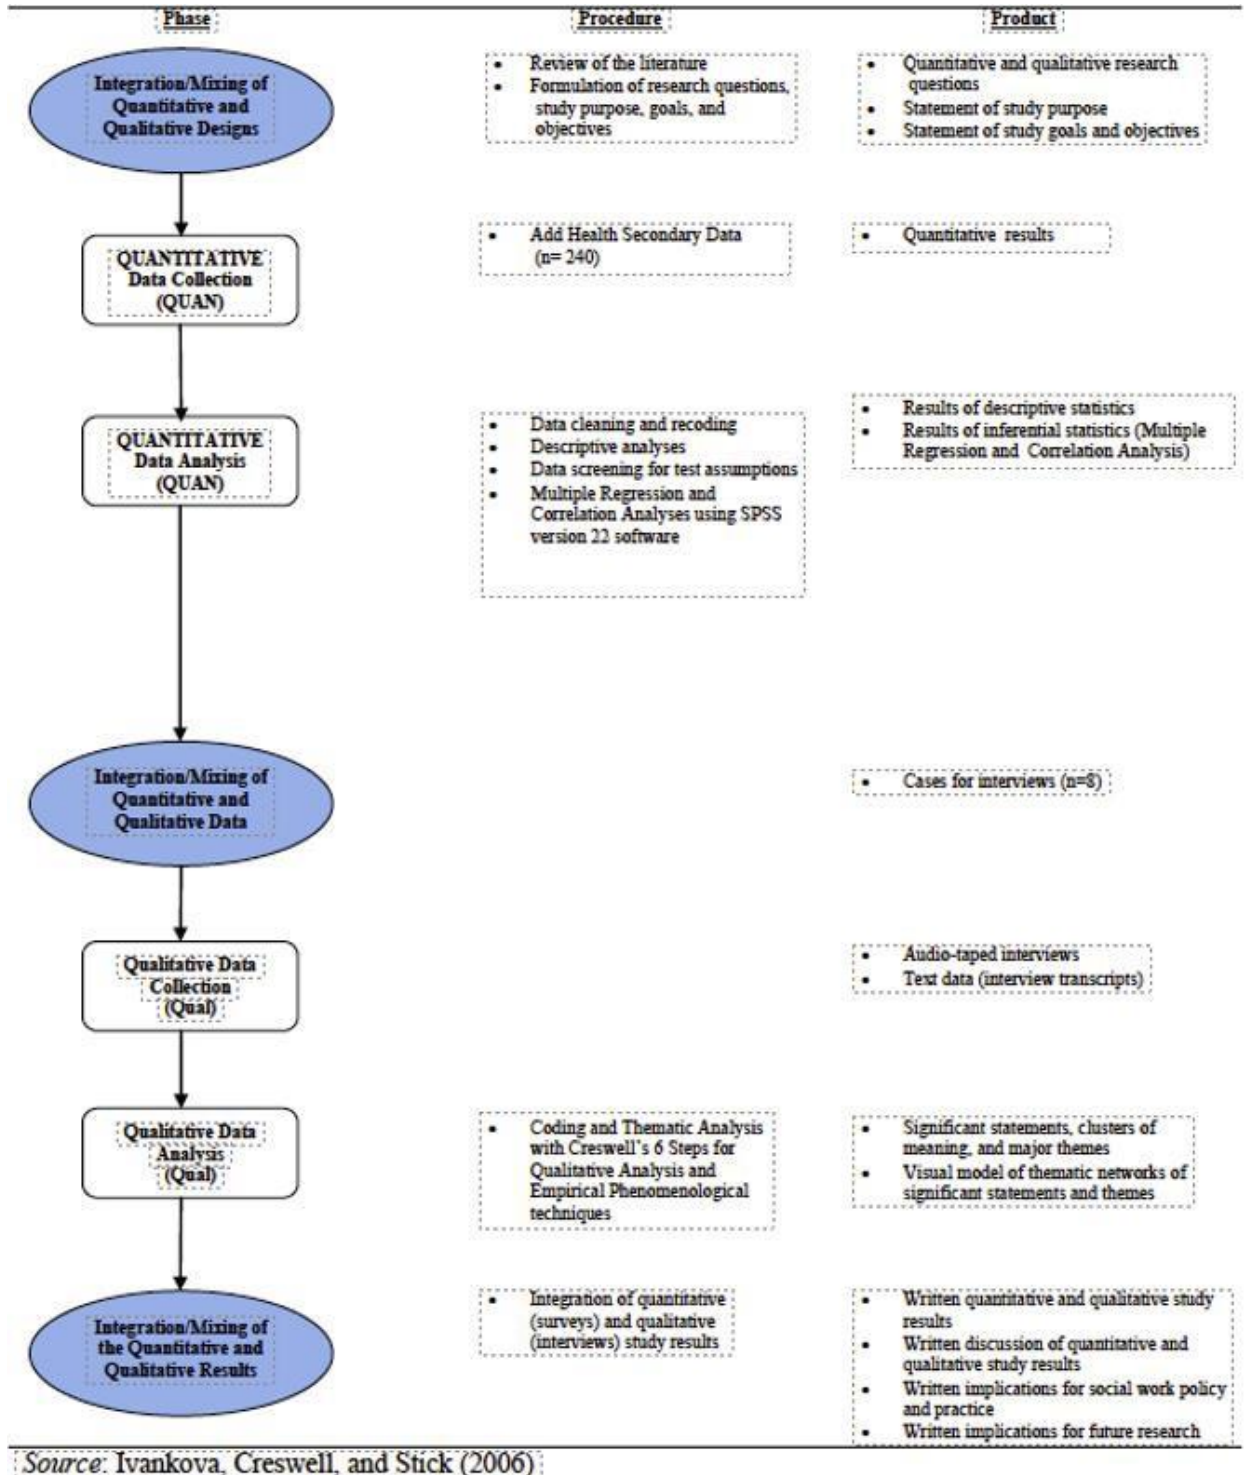 Phase Procedure Product
Integration/Mixing of
Quantitative and
Qualitative Designs
• Review of the literature
• Formulation of research questions,
study purpose, goals, and
objectives
• Quantitative and qualitative research
questions
• Statement of study purpose
• Statement of study goals and objectives
QUANTITATIVE
Data Collection
(QUAN)
• Add Health Secondary Data
(n= 240)
• Quantitative results
QUANTITATIVE
Data Analysis
(QUAN)
• Data cleaning and recoding
• Descriptive analyses
• Data screening for test assumptions
• Multiple Regression and
Correlation Analyses using SPSS
version 22 software
• Results of descriptive statistics
• Results of inferential statistics (Multiple
Regression and Correlation Analysis)
Integration/Mixing of
Quantitative and
Qualitative Data
• Cases for interviews (n=8)
Qualitative Data
Collection
(Qual)
• Audio-taped interviews
• Text data (interview transcripts)
Qualitative Data
Analysis
(Qual)
• Coding and Thematic Analysis
with Creswell's 6 Steps for
Qualitative Analysis and
Empirical Phenomenological
techniques
• Significant statements, clusters of
meaning, and major themes
• Visual model of thematic networks of
significant statements and themes
Integration/Mixing of
the Quantitative and
Qualitative Results
• Integration of quantitative
(surveys) and qualitative
(interviews) study results
• Written quantitative and qualitative study
results
• Written discussion of quantitative and
qualitative study results
• Written implications for social work policy
and practice
• Written implications for future research
Source: Ivankova, Creswell, and Stick (2006)